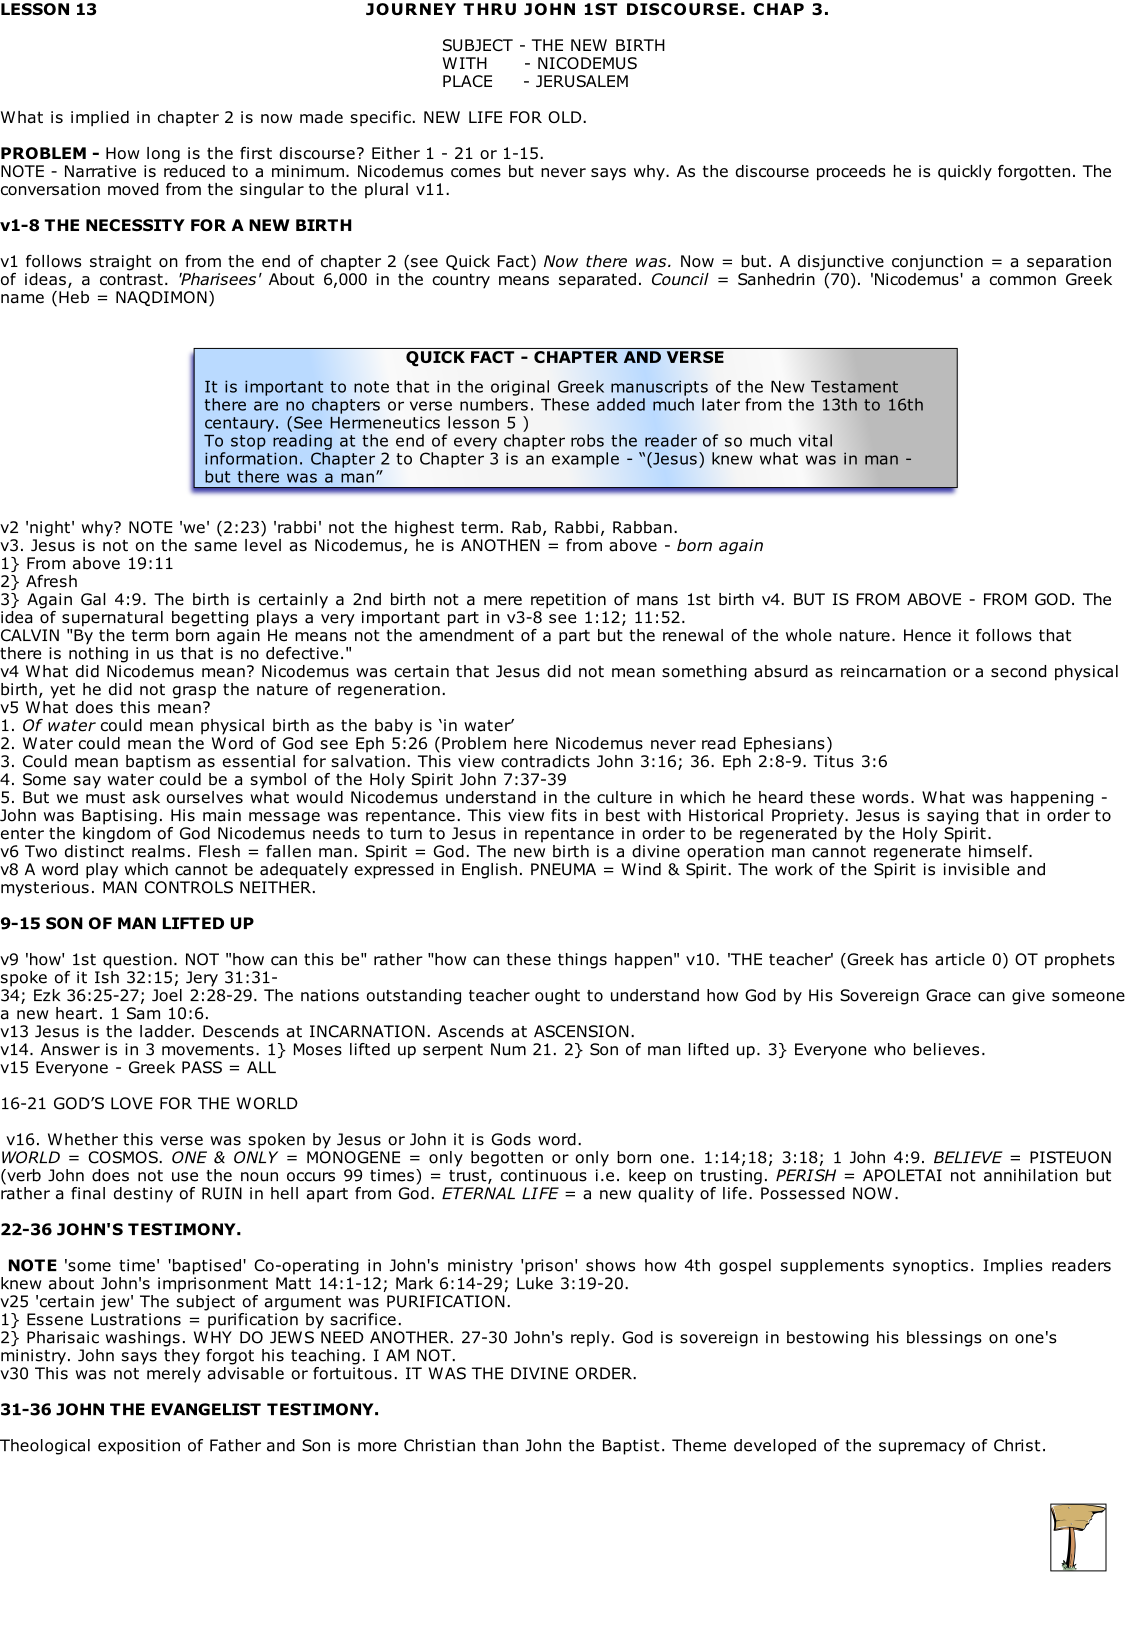 LESSON 13 JOURNEY THRU JOHN 1ST DISCOURSE. CHAP 3.
SUBJECT - THE NEW BIRTH
WITH - NICODEMUS
PLACE - JERUSALEM
What is implied in chapter 2 is now made specific. NEW LIFE FOR OLD.
PROBLEM - How long is the first discourse? Either 1 - 21 or 1-15.
NOTE - Narrative is reduced to a minimum. Nicodemus comes but never says why. As the discourse proceeds he is quickly forgotten. The
conversation moved from the singular to the plural v11.
v1-8 THE NECESSITY FOR A NEW BIRTH
v1 follows straight on from the end of chapter 2 (see Quick Fact) Now there was. Now = but. A disjunctive conjunction = a separation
of ideas, a contrast. 'Pharisees' About 6,000 in the country means separated. Council = Sanhedrin (70). 'Nicodemus' a common Greek
name (Heb = NAQDIMON)
QUICK FACT - CHAPTER AND VERSE
It is important to note that in the original Greek manuscripts of the New Testament
there are no chapters or verse numbers. These added much later from the 13th to 16th
centaury. (See Hermeneutics lesson 5 )
To stop reading at the end of every chapter robs the reader of so much vital
information. Chapter 2 to Chapter 3 is an example - “(Jesus) knew what was in man -
but there was a man”
v2 'night' why? NOTE 'we' (2:23) 'rabbi' not the highest term. Rab, Rabbi, Rabban.
v3. Jesus is not on the same level as Nicodemus, he is ANOTHEN = from above - born again
1} From above 19:11
2} Afresh
3} Again Gal 4:9. The birth is certainly a 2nd birth not a mere repetition of mans 1st birth v4. BUT IS FROM ABOVE - FROM GOD. The
idea of supernatural begetting plays a very important part in v3-8 see 1:12; 11:52.
CALVIN "By the term born again He means not the amendment of a part but the renewal of the whole nature. Hence it follows that
there is nothing in us that is no defective."
v4 What did Nicodemus mean? Nicodemus was certain that Jesus did not mean something absurd as reincarnation or a second physical
birth, yet he did not grasp the nature of regeneration.
v5 What does this mean?
1. Of water could mean physical birth as the baby is ‘in water’
2. Water could mean the Word of God see Eph 5:26 (Problem here Nicodemus never read Ephesians)
3. Could mean baptism as essential for salvation. This view contradicts John 3:16; 36. Eph 2:8-9. Titus 3:6
4. Some say water could be a symbol of the Holy Spirit John 7:37-39
5. But we must ask ourselves what would Nicodemus understand in the culture in which he heard these words. What was happening -
John was Baptising. His main message was repentance. This view fits in best with Historical Propriety. Jesus is saying that in order to
enter the kingdom of God Nicodemus needs to turn to Jesus in repentance in order to be regenerated by the Holy Spirit.
v6 Two distinct realms. Flesh = fallen man. Spirit = God. The new birth is a divine operation man cannot regenerate himself.
v8 A word play which cannot be adequately expressed in English. PNEUMA = Wind & Spirit. The work of the Spirit is invisible and
mysterious. MAN CONTROLS NEITHER.
9-15 SON OF MAN LIFTED UP
v9 'how' 1st question. NOT "how can this be" rather "how can these things happen" v10. 'THE teacher' (Greek has article 0) OT prophets
spoke of it Ish 32:15; Jery 31:31-
34; Ezk 36:25-27; Joel 2:28-29. The nations outstanding teacher ought to understand how God by His Sovereign Grace can give someone
a new heart. 1 Sam 10:6.
v13 Jesus is the ladder. Descends at INCARNATION. Ascends at ASCENSION.
v14. Answer is in 3 movements. 1} Moses lifted up serpent Num 21. 2} Son of man lifted up. 3} Everyone who believes.
v15 Everyone - Greek PASS = ALL
16-21 GOD’S LOVE FOR THE WORLD
v16. Whether this verse was spoken by Jesus or John it is Gods word.
WORLD = COSMOS. ONE & ONLY = MONOGENE = only begotten or only born one. 1:14;18; 3:18; 1 John 4:9. BELIEVE = PISTEUON
(verb John does not use the noun occurs 99 times) = trust, continuous i.e. keep on trusting. PERISH = APOLETAI not annihilation but
rather a final destiny of RUIN in hell apart from God. ETERNAL LIFE = a new quality of life. Possessed NOW.
22-36 JOHN'S TESTIMONY.
NOTE 'some time' 'baptised' Co-operating in John's ministry 'prison' shows how 4th gospel supplements synoptics. Implies readers
knew about John's imprisonment Matt 14:1-12; Mark 6:14-29; Luke 3:19-20.
v25 'certain jew' The subject of argument was PURIFICATION.
1} Essene Lustrations = purification by sacrifice.
2} Pharisaic washings. WHY DO JEWS NEED ANOTHER. 27-30 John's reply. God is sovereign in bestowing his blessings on one's
ministry. John says they forgot his teaching. I AM NOT.
v30 This was not merely advisable or fortuitous. IT WAS THE DIVINE ORDER.
31-36 JOHN THE EVANGELIST TESTIMONY.
Theological exposition of Father and Son is more Christian than John the Baptist. Theme developed of the supremacy of Christ.